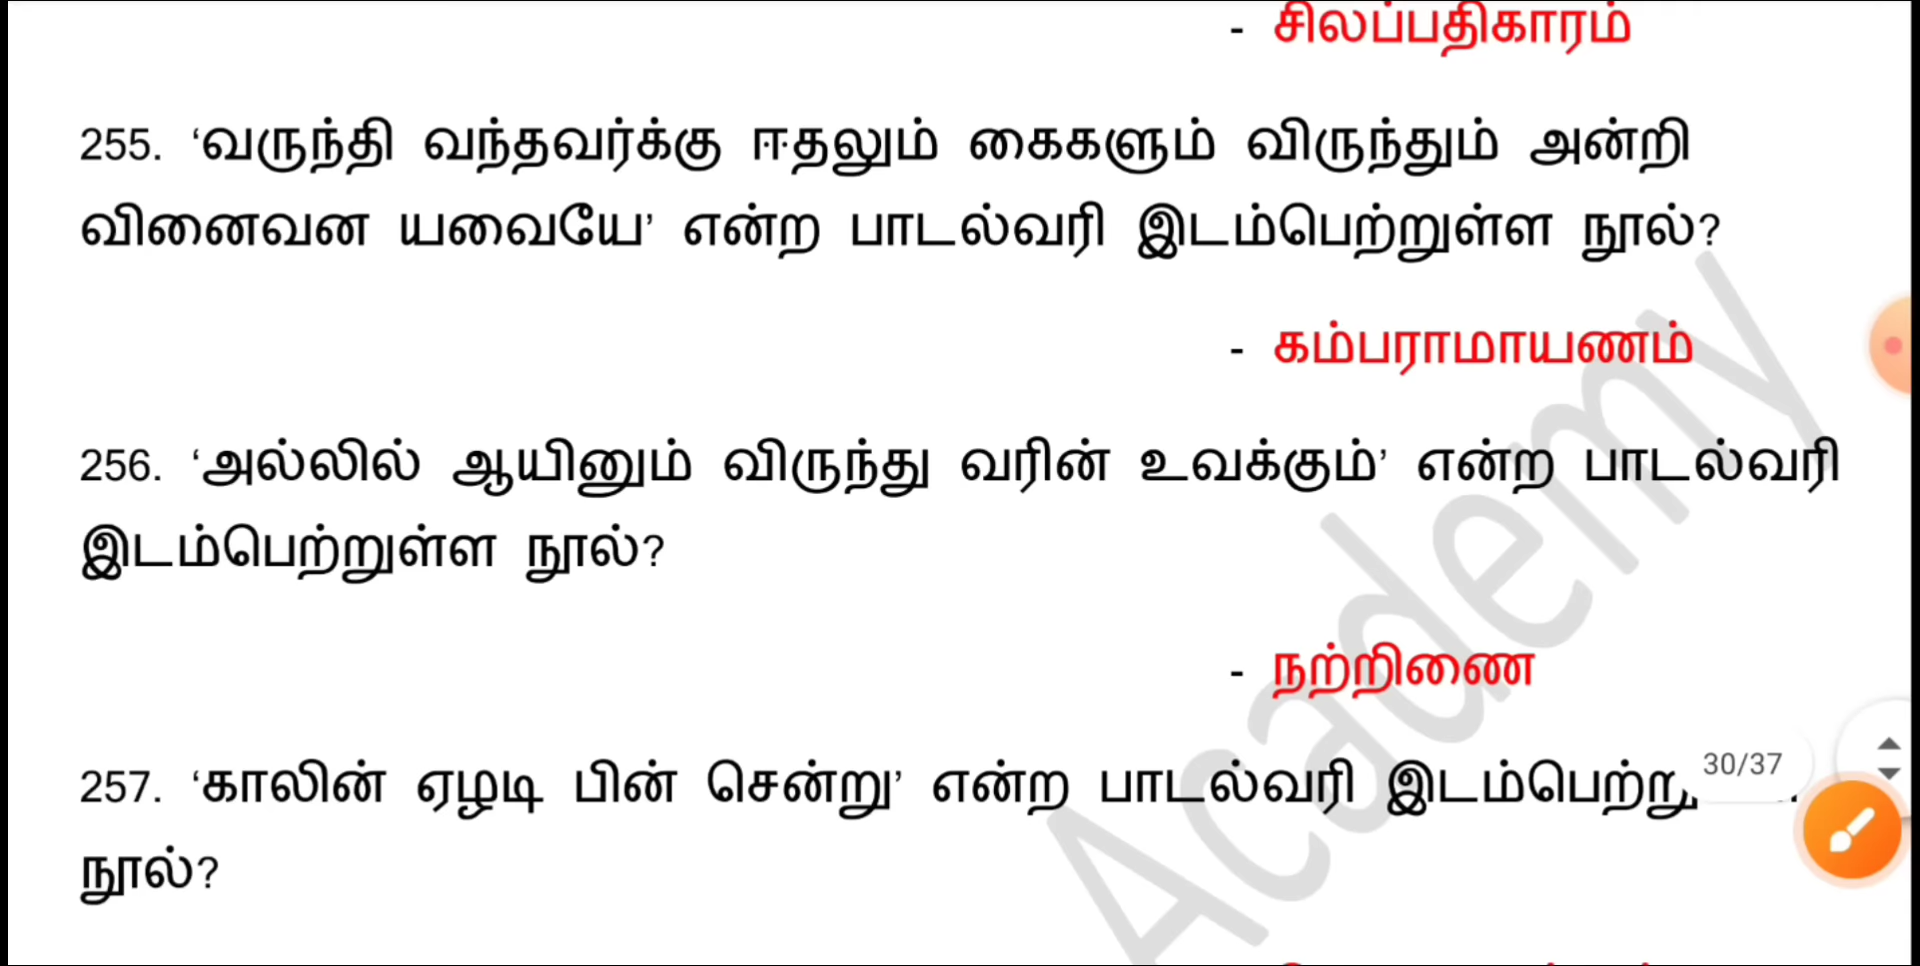 - சிலப்பதிகாரம்
255. ‘வருந்தி வந்தவர்க்கு ஈதலும் கைகளும் விருந்தும் அன்றி
வினைவன யவையே’ என்ற பாடல்வரி இடம்பெற்றுள்ள நூல்?
- கம்பராமாயணம்
256. ‘அல்லில் ஆயினும் விருந்து வரின் உவக்கும்’ என்ற பாடல்வரி
இடம்பெற்றுள்ள நூல்?
- நற்றிணை
257. ‘காலின் ஏழடி பின் சென்று’ என்ற பாடல்வரி
நூல்?
30/37
Academy